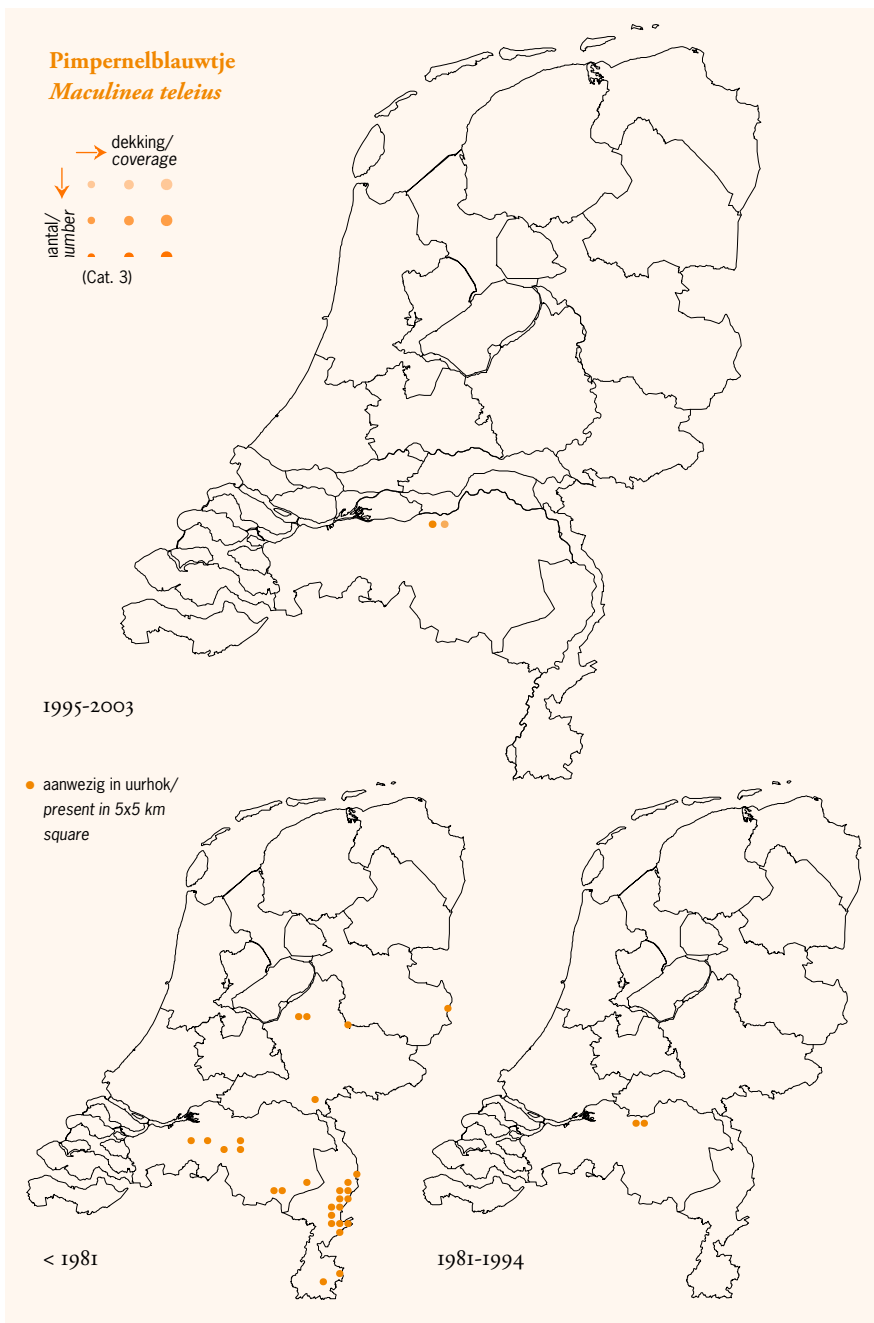 Pimpernelblauwtje
Maculinea teleius
dekking/
coverage
(Cat. 3)
1995-2003
aanwezig in uurhok/
present in 5x5 km
square
< 1981
1981-1994